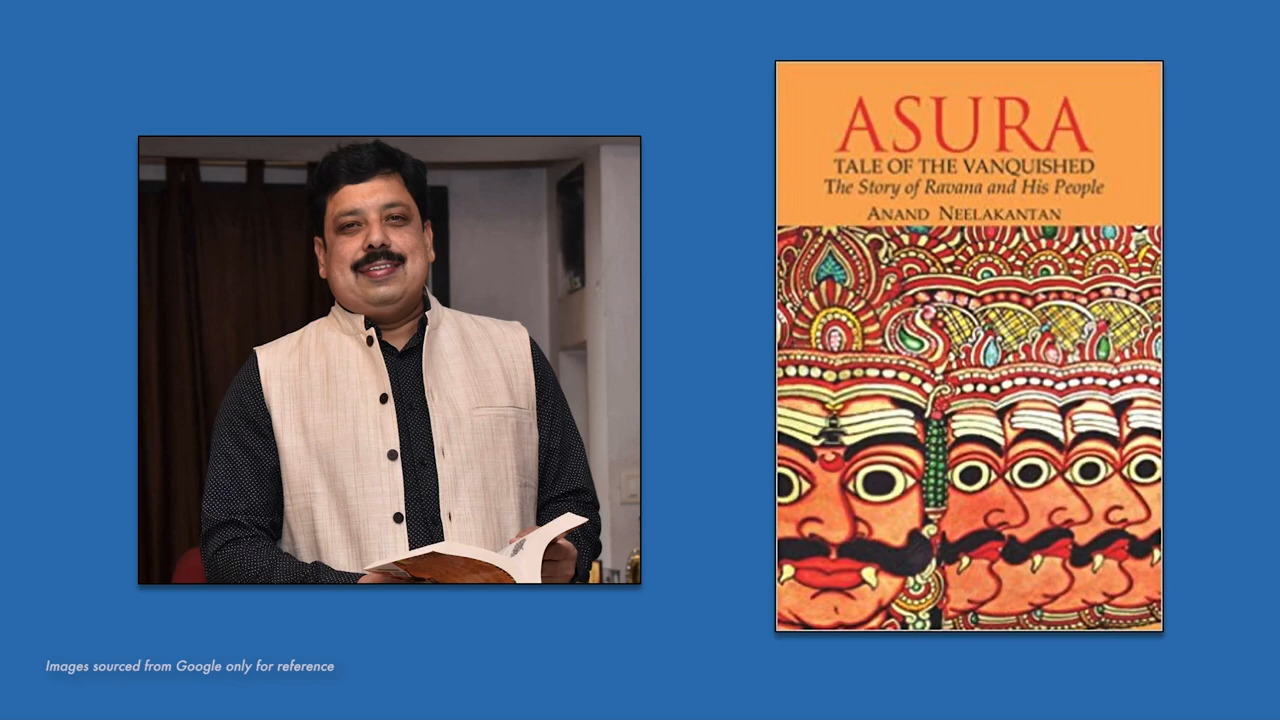 ASURA
TALE OF THE VANQUISHED
The Story of Ravana and His People
ANAND NEELAKANTAN
Images sourced from Google only for reference